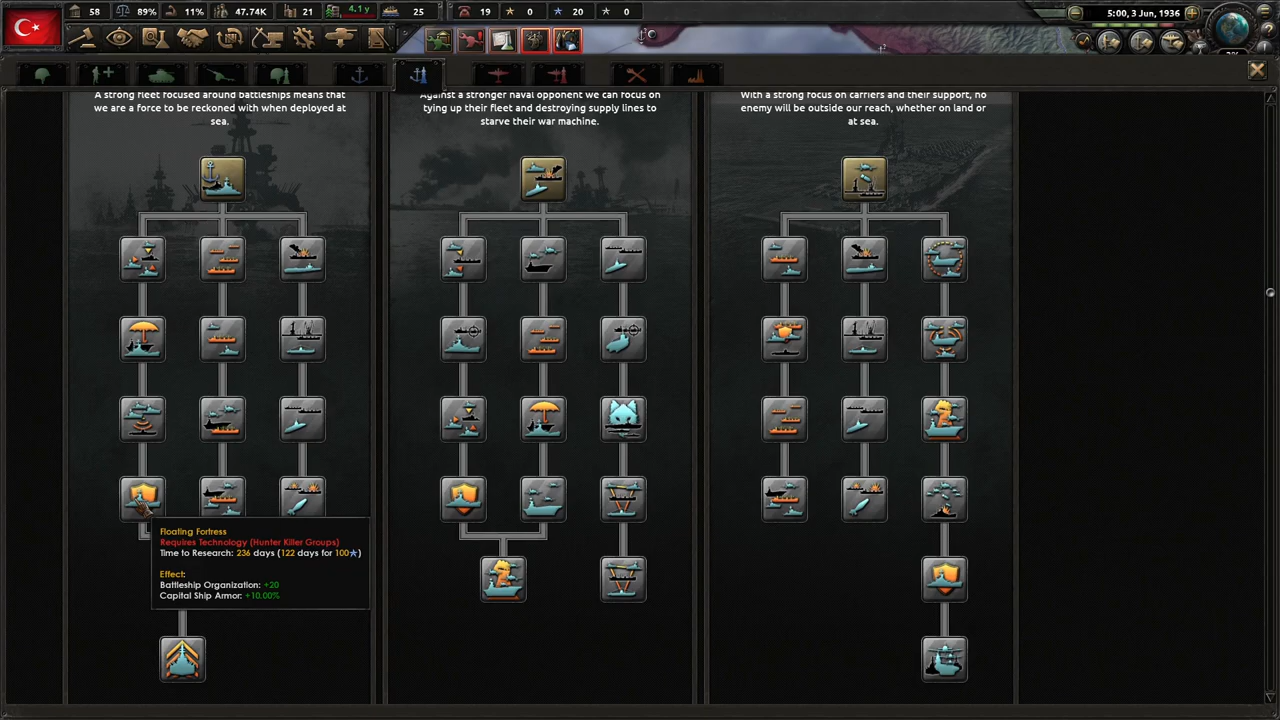 58 89% 11% 47.74K 21 4.1 y 25 19 0 20 0 5:00, 3 Jun, 1936
A strong fleet focused around battleships means that
we are a force to be reckoned with when deployed at
sea.
Against a stronger naval opponent we can focus on
tying up their fleet and destroying supply lines to
starve their war machine.
With a strong focus on carriers and their support, no
enemy will be outside our reach, whether on land or
at sea.
Floating Fortress
Requires Technology (Hunter Killer Groups)
Time to Research: 236 days (122 days for 100)
Effect:
Battleship Organization: +20
Capital Ship Armor: +10.00%